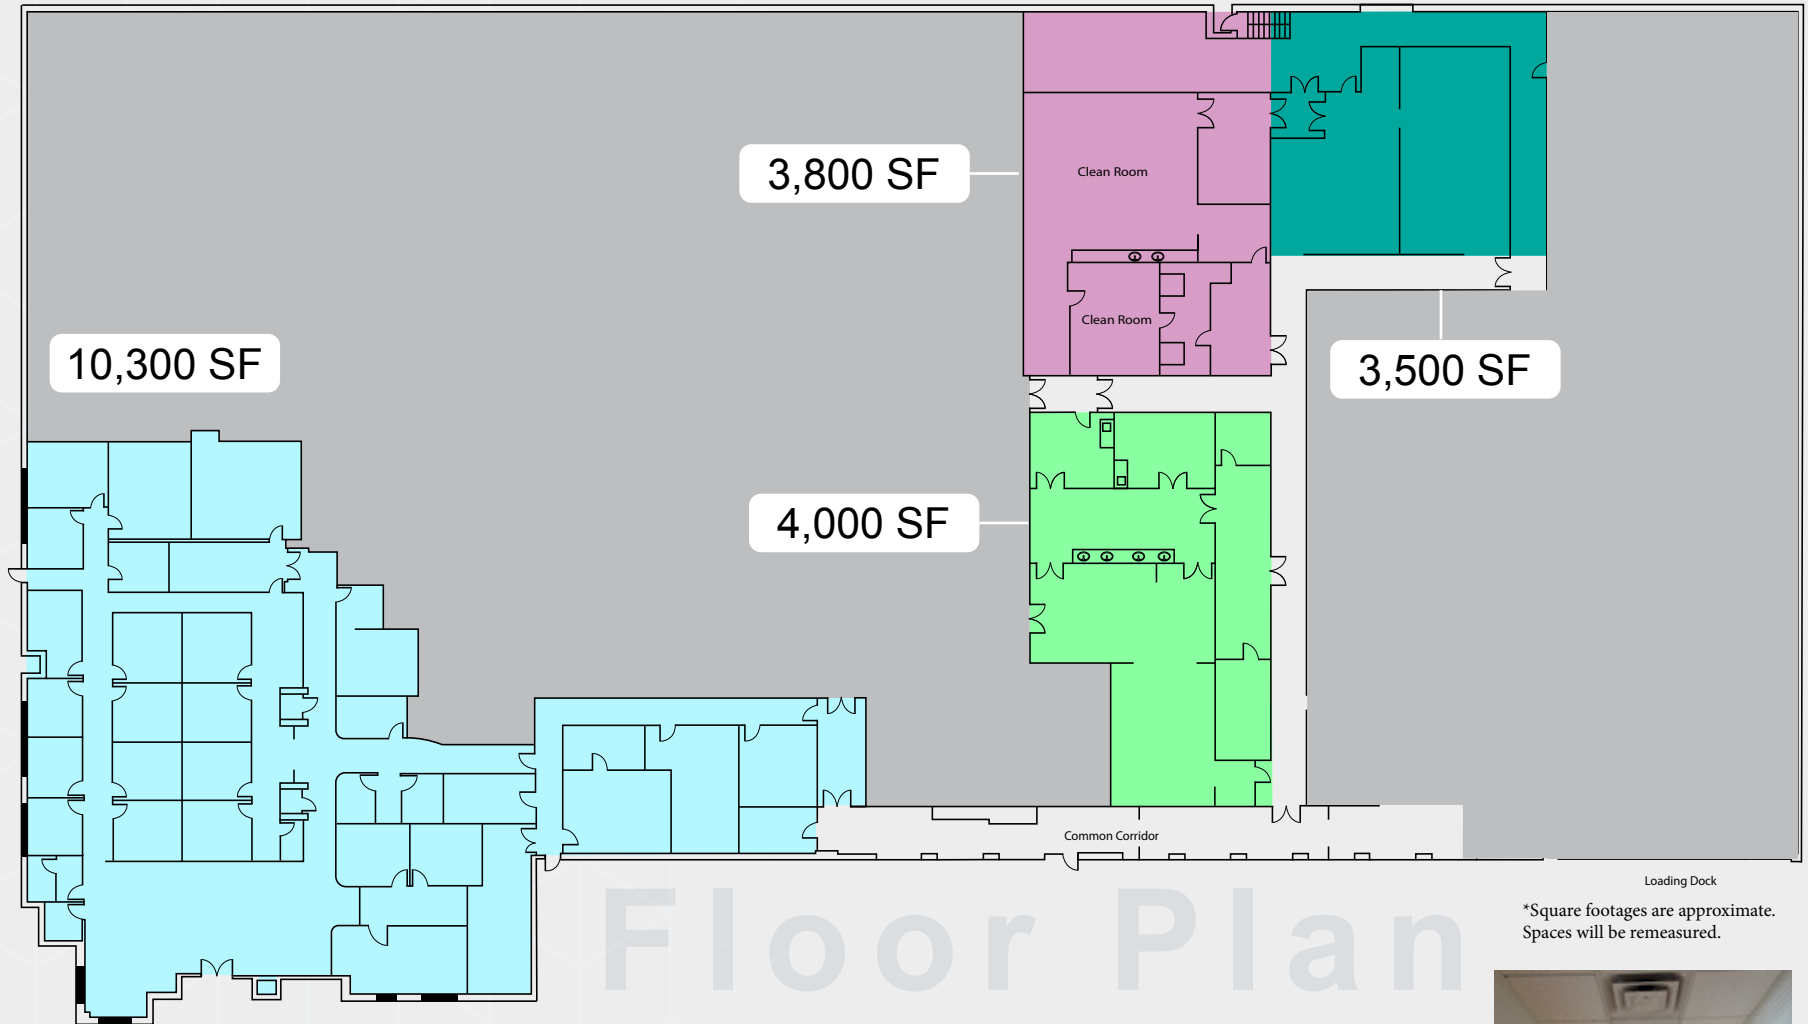 3,800 SF
Clean Room
Clean Room
10,300 SF
3,500 SF
4,000 SF
Common Corridor
Loading Dock
Floor Plan
*Square footages are approximate.
Spaces will be remeasured.